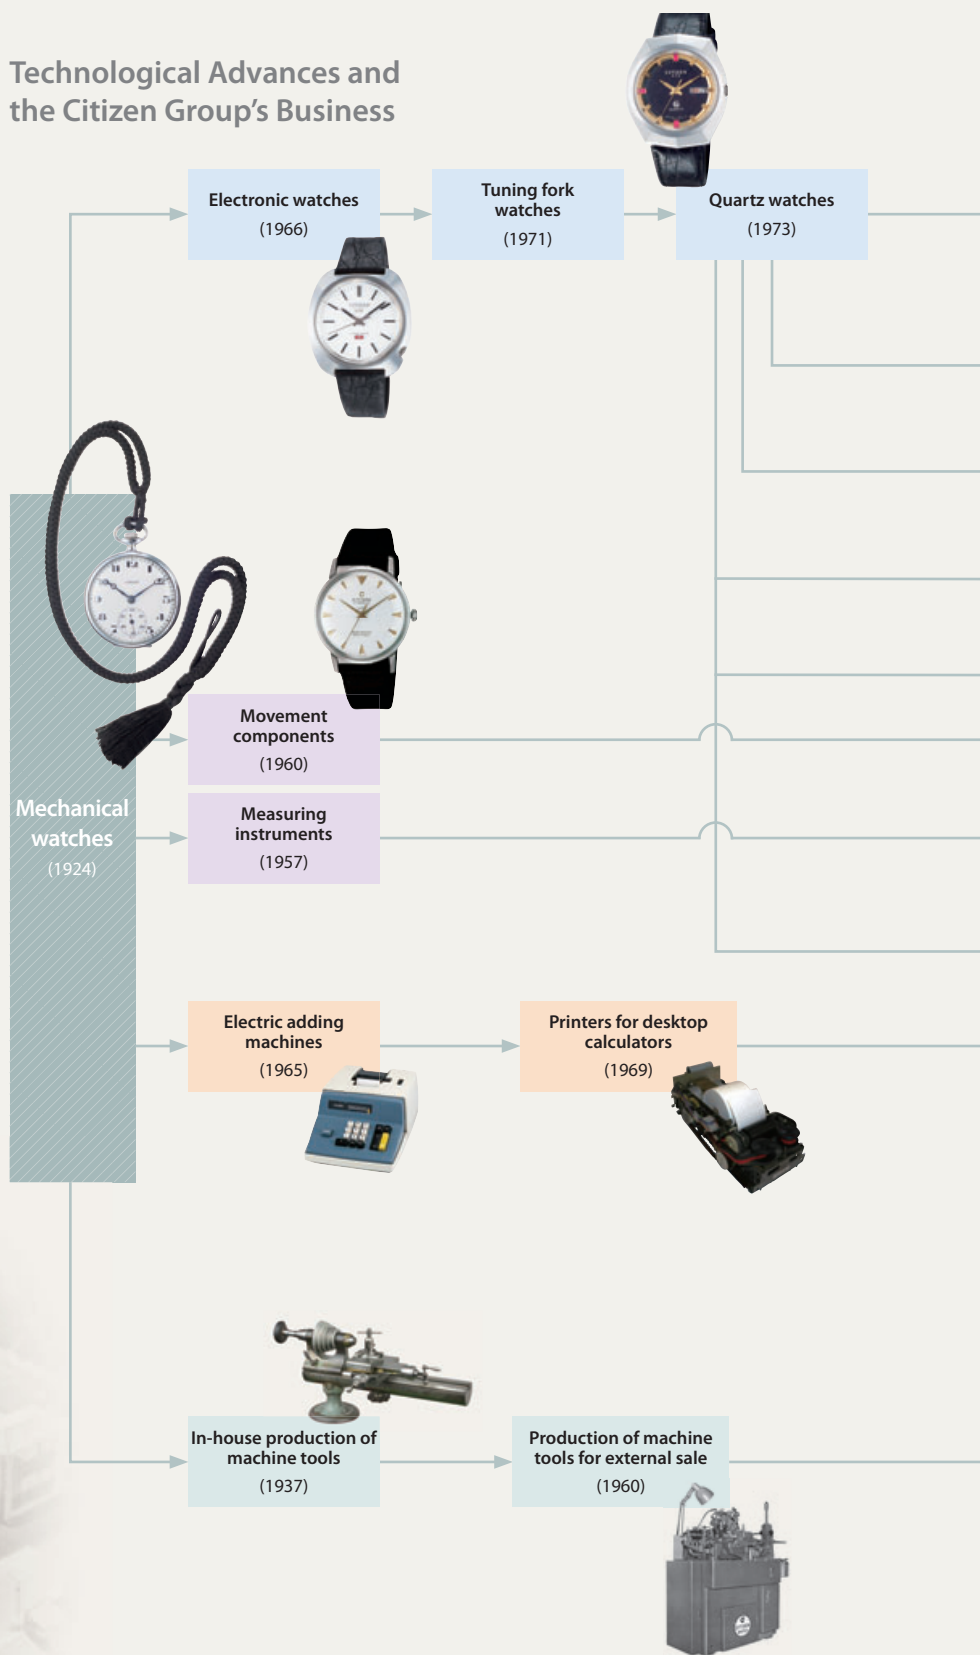 Technological Advances and
the Citizen Group's Business
Electronic watches
(1966)
Tuning fork
watches
(1971)
Quartz watches
(1973)
Movement
components
(1960)
Measuring
instruments
(1957)
Mechanical
watches
(1924)
Electric adding
machines
(1965)
Printers for desktop
calculators
(1969)
In-house production of
machine tools
(1937)
Production of machine
tools for external sale
(1960)